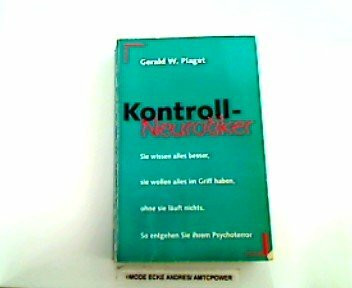 Gerald W. Piaget
Kontroll-
Neurotiker
Sie wissen alles besser,
sie wollen alles im Griff haben,
ohne sie läuft nichts.
So entgehen Sie ihrem Psychoterror